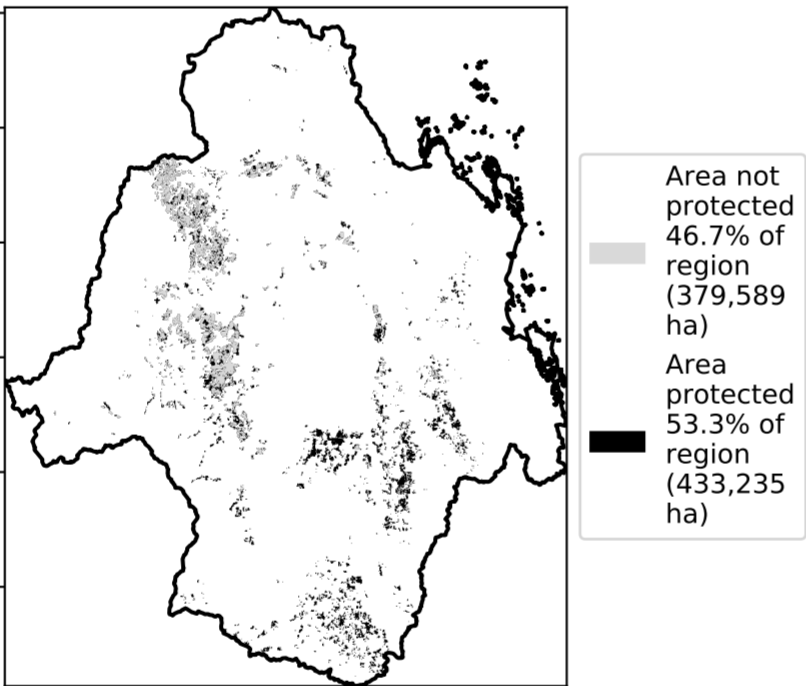 Area not
protected
46.7% of
region
(379,589
ha)
Area
protected
53.3% of
region
(433,235
ha)